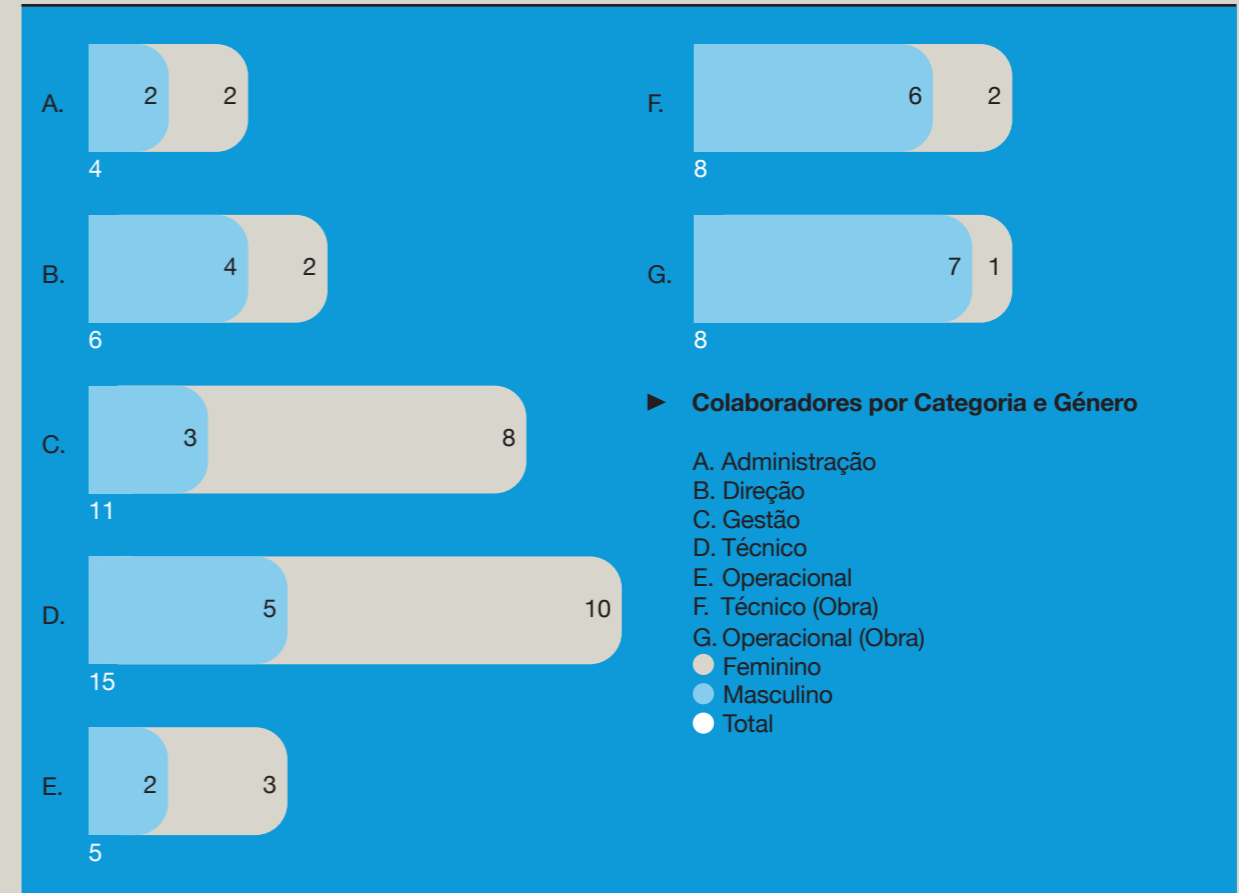 A. 2 2
4
B. 4 2
6
C. 3 8
11
D. 5 10
15
E. 2 3
5
F. 6 2
8
G. 7 1
8
► Colaboradores por Categoria e Género
A. Administração
B. Direção
C. Gestão
D. Técnico
E. Operacional
F. Técnico (Obra)
G. Operacional (Obra)
Feminino
Masculino
Total